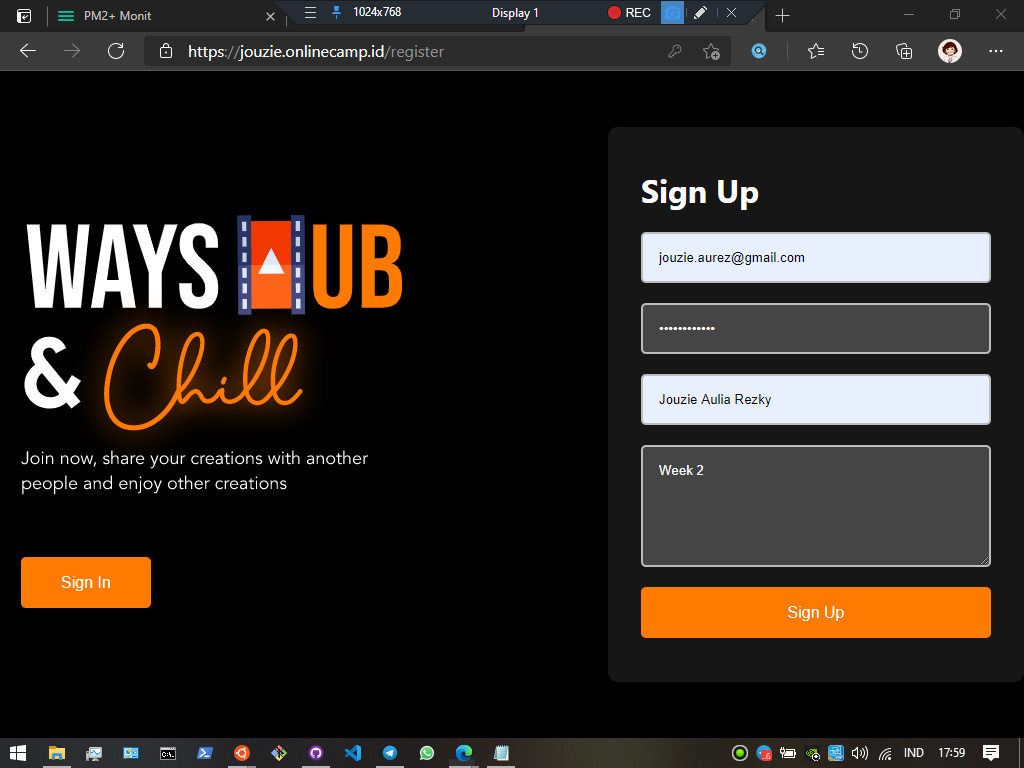 PM2+ Monit
1024x768
Display 1
REC
https://jouzie.onlinecamp.id/register
WAYS HUB
& Chill
Join now, share your creations with another
people and enjoy other creations
Sign In
Sign Up
jouzie.aurez@gmail.com
••••••••••••
Jouzie Aulia Rezky
Week 2
Sign Up
IND
17:59